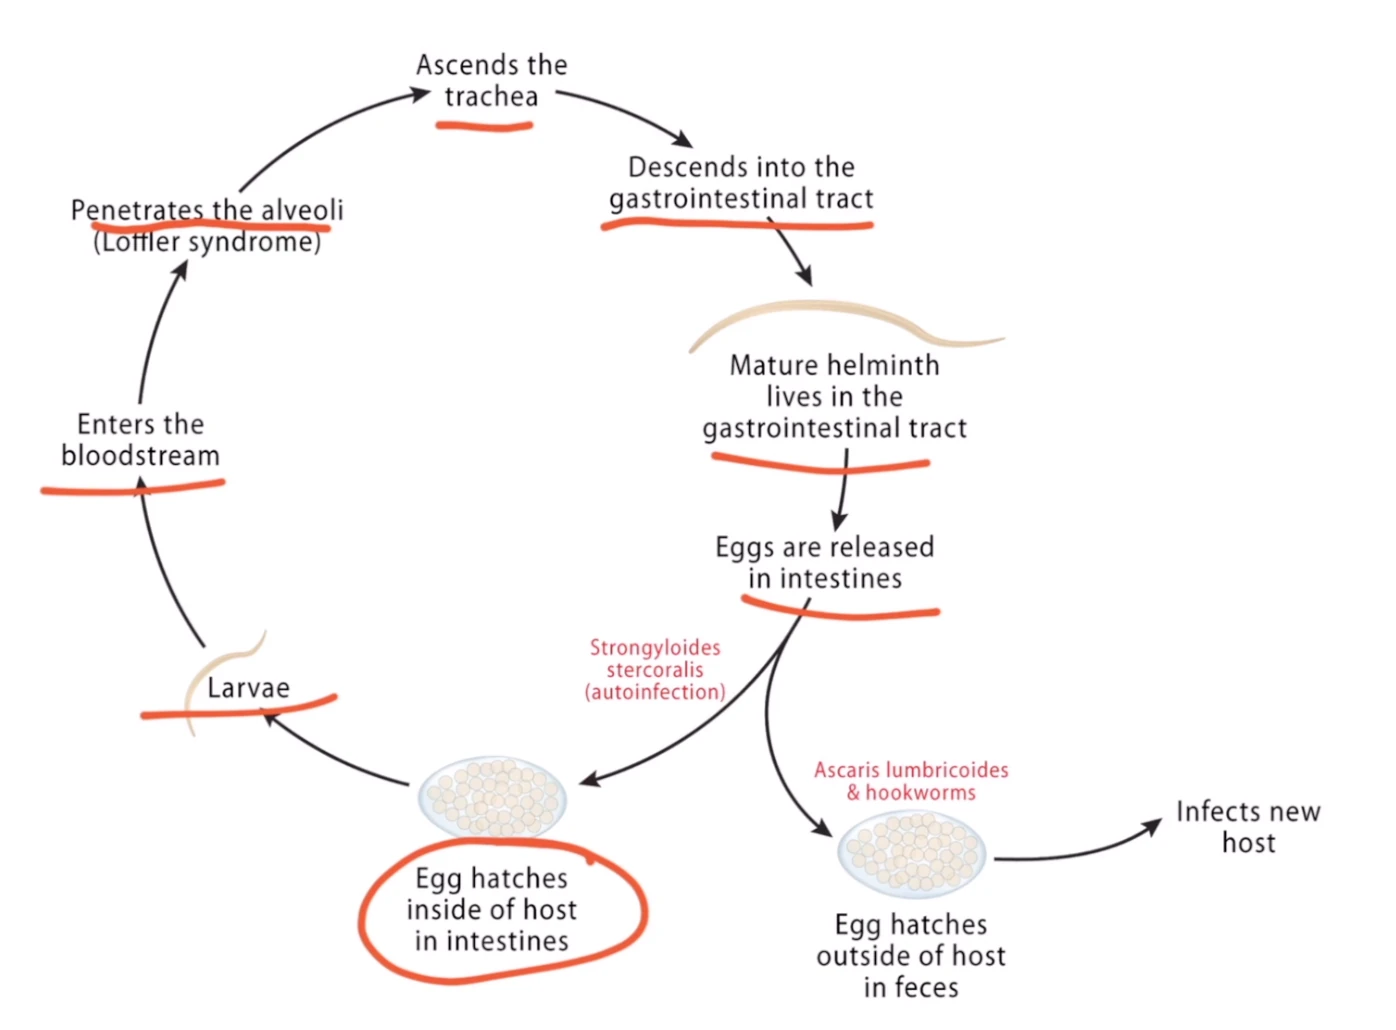 Ascends the
trachea
Descends into the
gastrointestinal tract
Penetrates the alveoli
(Loffler syndrome)
Mature helminth
lives in the
gastrointestinal tract
Enters the
bloodstream
Eggs are released
in intestines
Strongyloides
stercoralis
(autoinfection)
Larvae
Ascaris lumbricoides
& hookworms
Infects new
host
Egg hatches
inside of host
in intestines
Egg hatches
outside of host
in feces